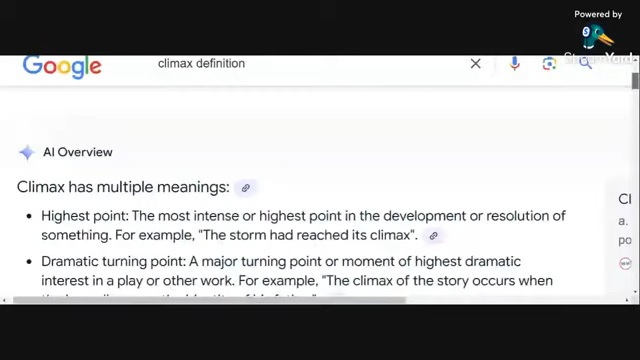 Powered by
StreamYard
Google
climax definition
AI Overview
Climax has multiple meanings:
Cl
• Highest point: The most intense or highest point in the development or resolution of
a.
something. For example, "The storm had reached its climax".
po
• Dramatic turning point: A major turning point or moment of highest dramatic
interest in a play or other work. For example, "The climax of the story occurs when